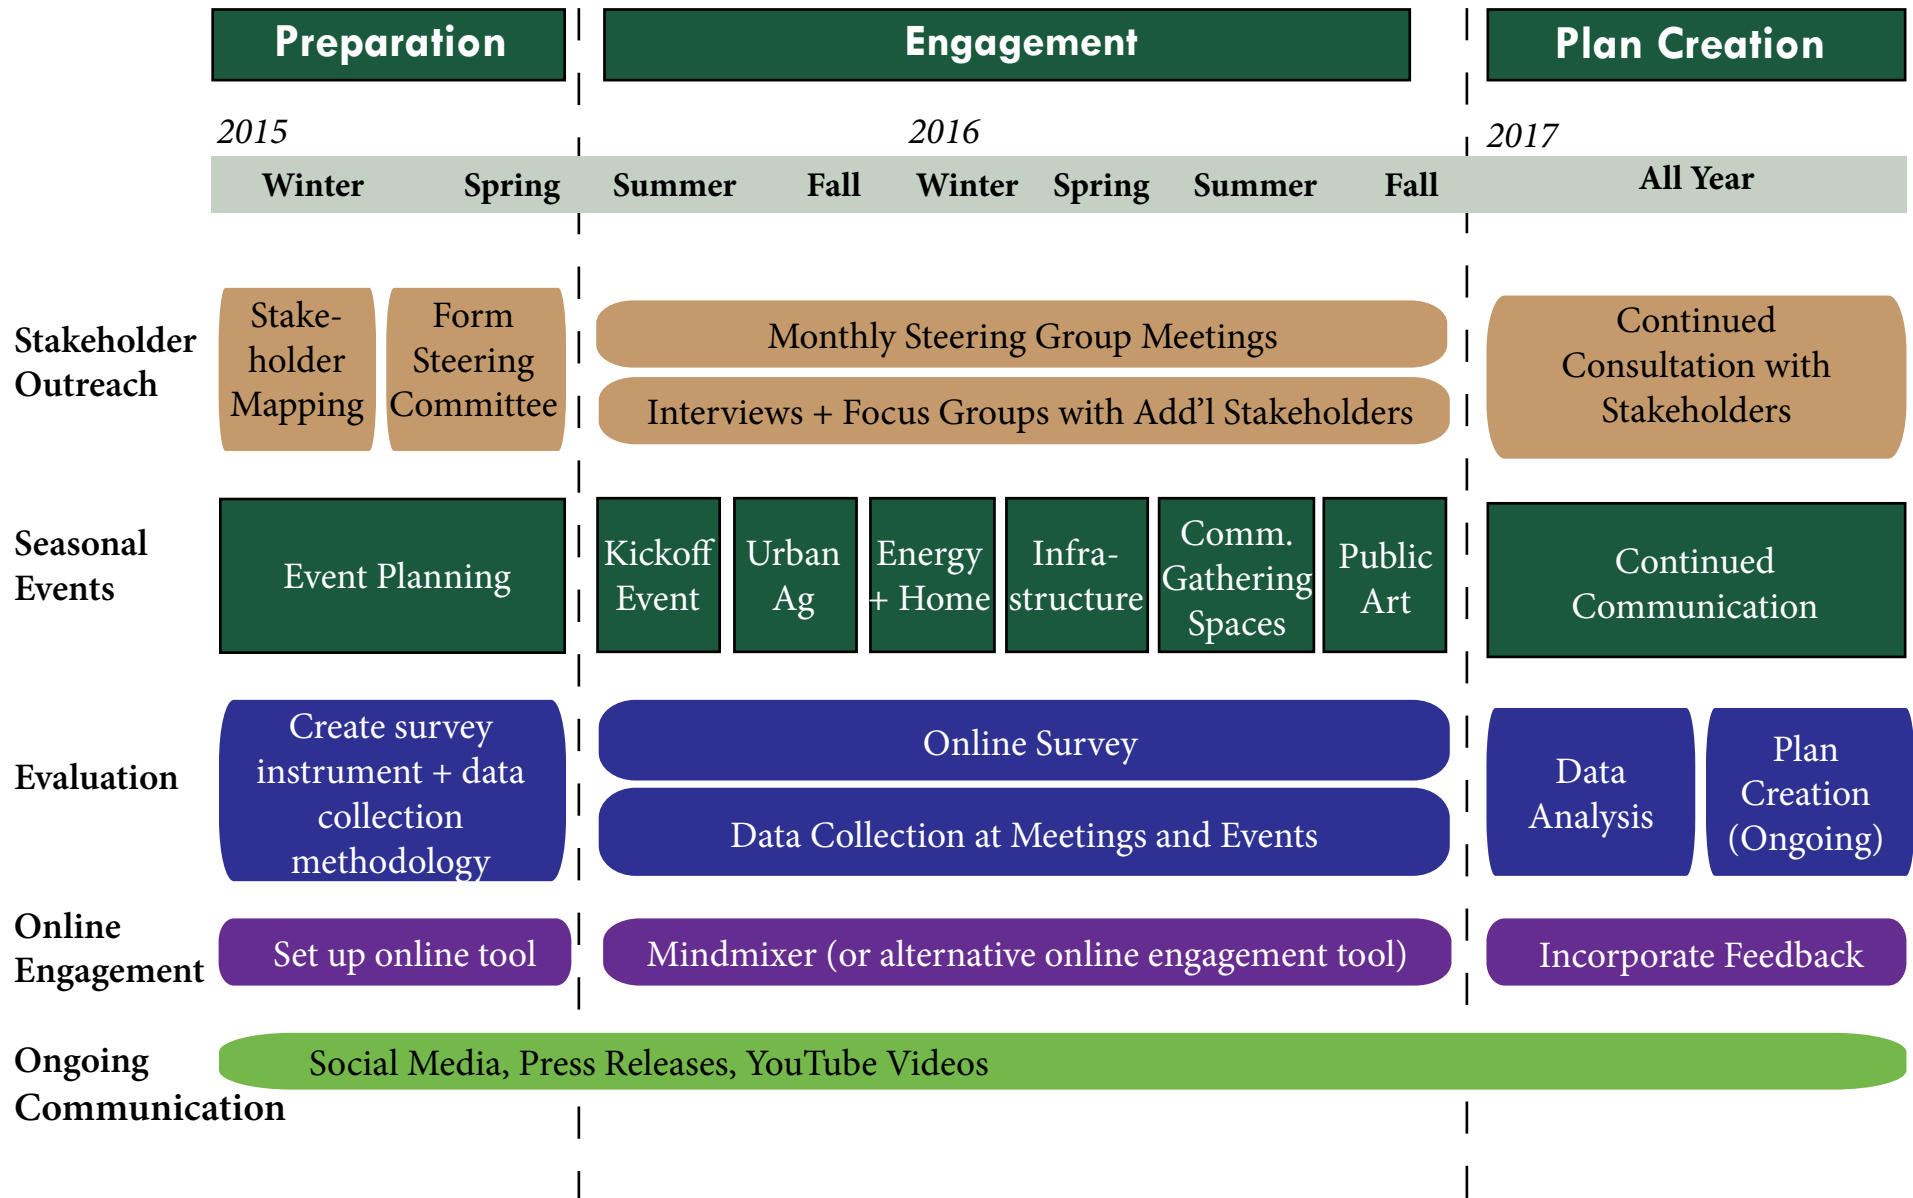 Preparation
Engagement
Plan Creation
2015
2016
2017
Winter
Spring
Summer
Fall
Winter
Spring
Summer
Fall
All Year
Stakeholder
Outreach
Stake-
holder
Mapping
Form
Steering
Committee
Monthly Steering Group Meetings
Interviews + Focus Groups with Add'l Stakeholders
Continued
Consultation with
Stakeholders
Seasonal
Events
Event Planning
Kickoff
Event
Urban
Ag
Energy
+ Home
Infra-
structure
Comm.
Gathering
Spaces
Public
Art
Continued
Communication
Evaluation
Create survey
instrument + data
collection
methodology
Online Survey
Data Collection at Meetings and Events
Data
Analysis
Plan
Creation
(Ongoing)
Online
Engagement
Set up online tool
Mindmixer (or alternative online engagement tool)
Incorporate Feedback
Ongoing
Communication
Social Media, Press Releases, YouTube Videos